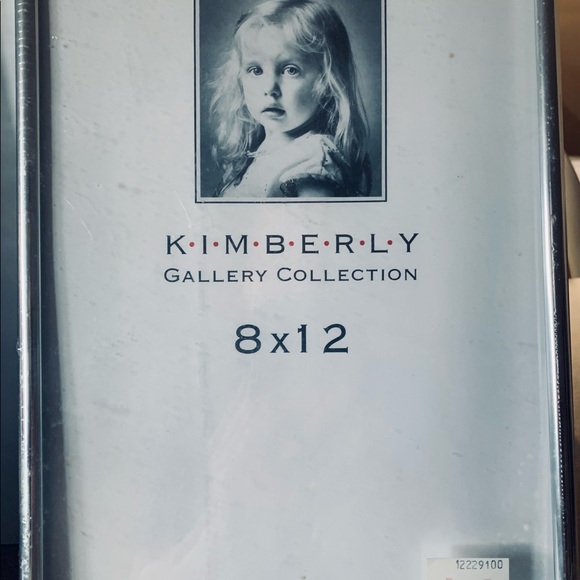 K·I·M·B·E·R·L·Y
GALLERY COLLECTION
8x12
12229100